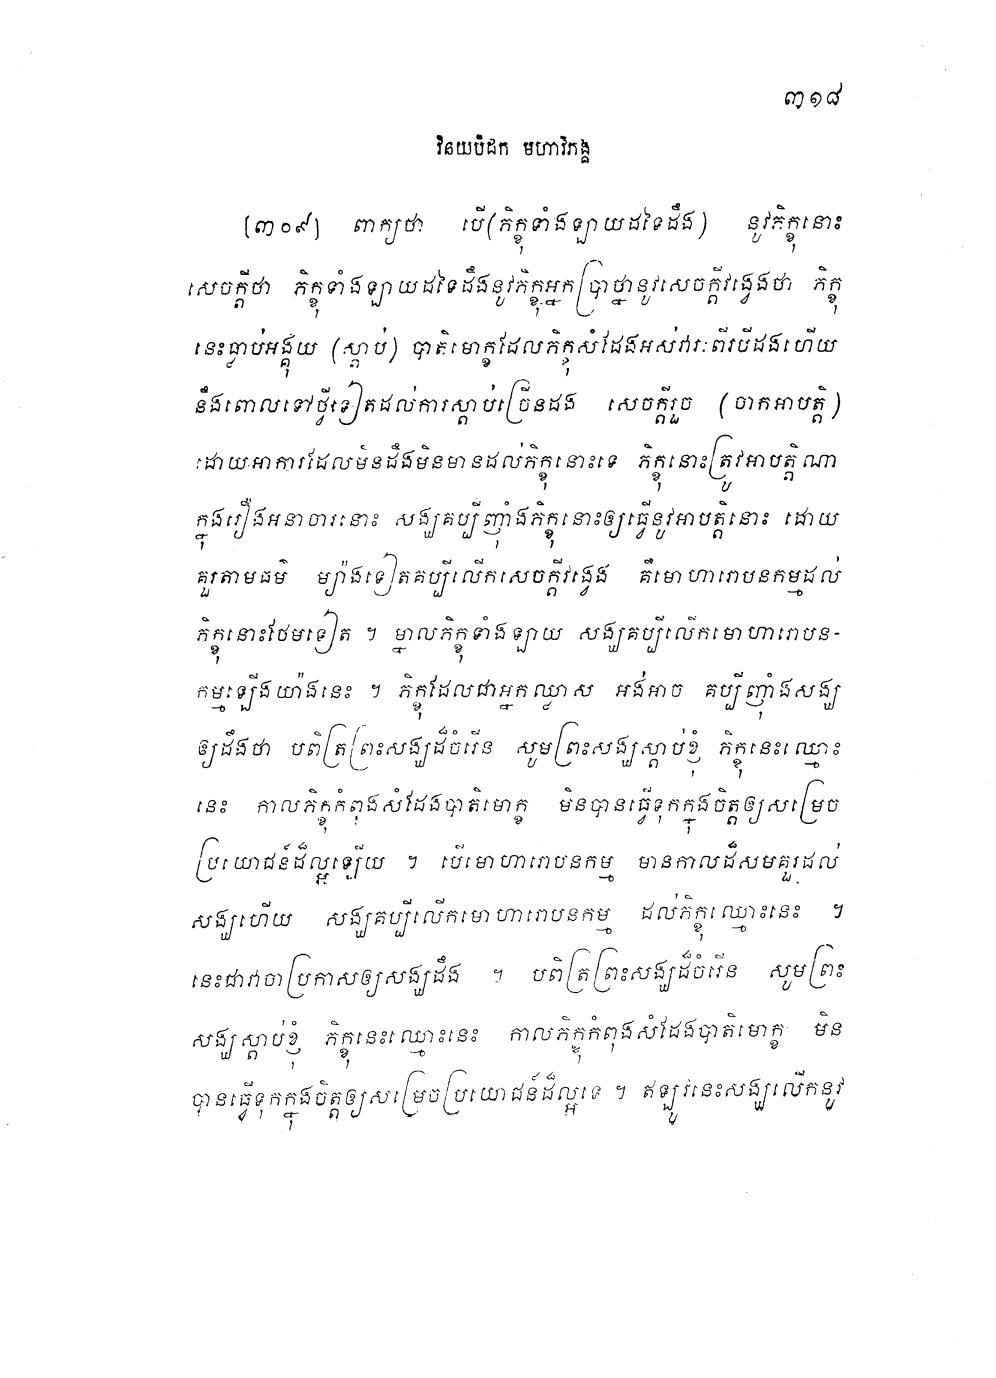 ៣១៨
វិនយបិដក មហាវិភង្គ
[៣០៩] ពាក្យថា បើ(ភិក្ខុទាំងឡាយដទៃដឹង) នូវភិក្ខុនោះ
សេចក្តីថា ភិក្ខុទាំងឡាយដទៃដឹងនូវភិក្ខុអ្នកប្រាថ្នានូវសេចក្តីវង្វេងថា ភិក្ខុ
នេះធ្លាប់អង្គុយ (ស្តាប់) បាតិមោក្ខដែលភិក្ខុសំដែងអស់វារៈពីរបីដងហើយ
នឹងពោលទៅថ្វីទៀតដល់ការស្តាប់ច្រើនដង សេចក្តីរួច (ចាកអាបត្តិ)
ដោយអាការដែលមិនដឹងមិនមានដល់ភិក្ខុនោះទេ ភិក្ខុនោះត្រូវអាបត្តិណា
ក្នុងរឿងអនាចារនោះ សង្ឃគប្បីញ៉ាំងភិក្ខុនោះឲ្យធ្វើនូវអាបត្តិនោះ ដោយ
គួរតាមធម៌ ម្យ៉ាងទៀតគប្បីលើកសេចក្តីវង្វេង គឺមោហារោបនកម្មដល់
ភិក្ខុនោះថែមទៀត ។ ម្នាលភិក្ខុទាំងឡាយ សង្ឃគប្បីលើកមោហារោបន-
កម្មឡើងយ៉ាងនេះ ។ ភិក្ខុដែលជាអ្នកឈ្លាស អង់អាច គប្បីញ៉ាំងសង្ឃ
ឲ្យដឹងថា បពិត្រព្រះសង្ឃដ៏ចំរើន សូមព្រះសង្ឃស្តាប់ខ្ញុំ ភិក្ខុនេះឈ្មោះ
នេះ កាលភិក្ខុកំពុងសំដែងបាតិមោក្ខ មិនបានធ្វើទុកក្នុងចិត្តឲ្យសម្រេច
ប្រយោជន៍ដ៏ល្អឡើយ ។ បើមោហារោបនកម្ម មានកាលដ៏សមគួរដល់
សង្ឃហើយ សង្ឃគប្បីលើកមោហារោបនកម្ម ដល់ភិក្ខុឈ្មោះនេះ ។
នេះជាវាចាប្រកាសឲ្យសង្ឃដឹង ។ បពិត្រព្រះសង្ឃដ៏ចំរើន សូមព្រះ
សង្ឃស្តាប់ខ្ញុំ ភិក្ខុនេះឈ្មោះនេះ កាលភិក្ខុកំពុងសំដែងបាតិមោក្ខ មិន
បានធ្វើទុកក្នុងចិត្តឲ្យសម្រេចប្រយោជន៍ដ៏ល្អទេ ។ ឥឡូវនេះសង្ឃលើកនូវ